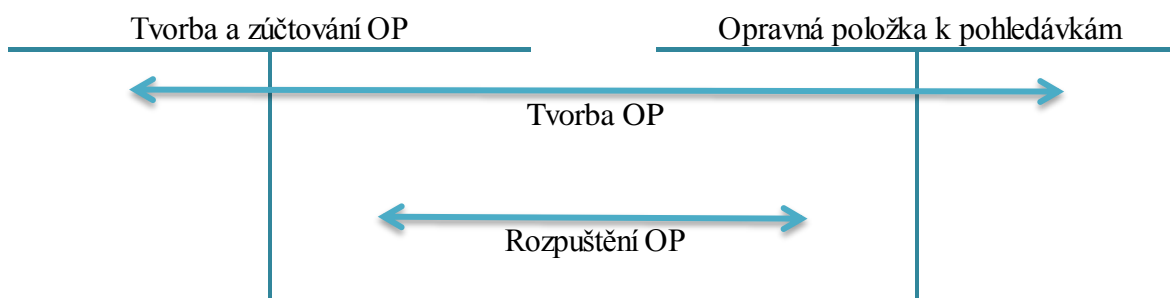 Tvorba a zúčtování OP
Opravná položka k pohledávkám
Tvorba OP
Rozpuštění OP